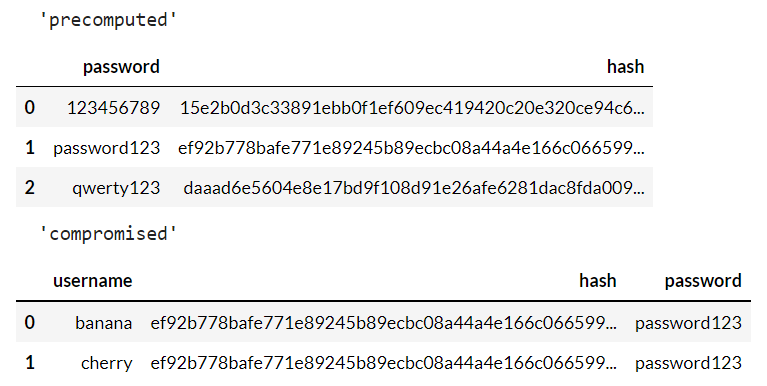 'precomputed'
password hash
0 123456789 15e2b0d3c33891ebb0f1ef609ec419420c20e320ce94c6...
1 password123 ef92b778bafe771e89245b89ecbc08a44a4e166c066599...
2 qwerty123 daaad6e5604e8e17bd9f108d91e26afe6281dac8fda009...
'compromised'
username hash password
0 banana ef92b778bafe771e89245b89ecbc08a44a4e166c066599... password123
1 cherry ef92b778bafe771e89245b89ecbc08a44a4e166c066599... password123